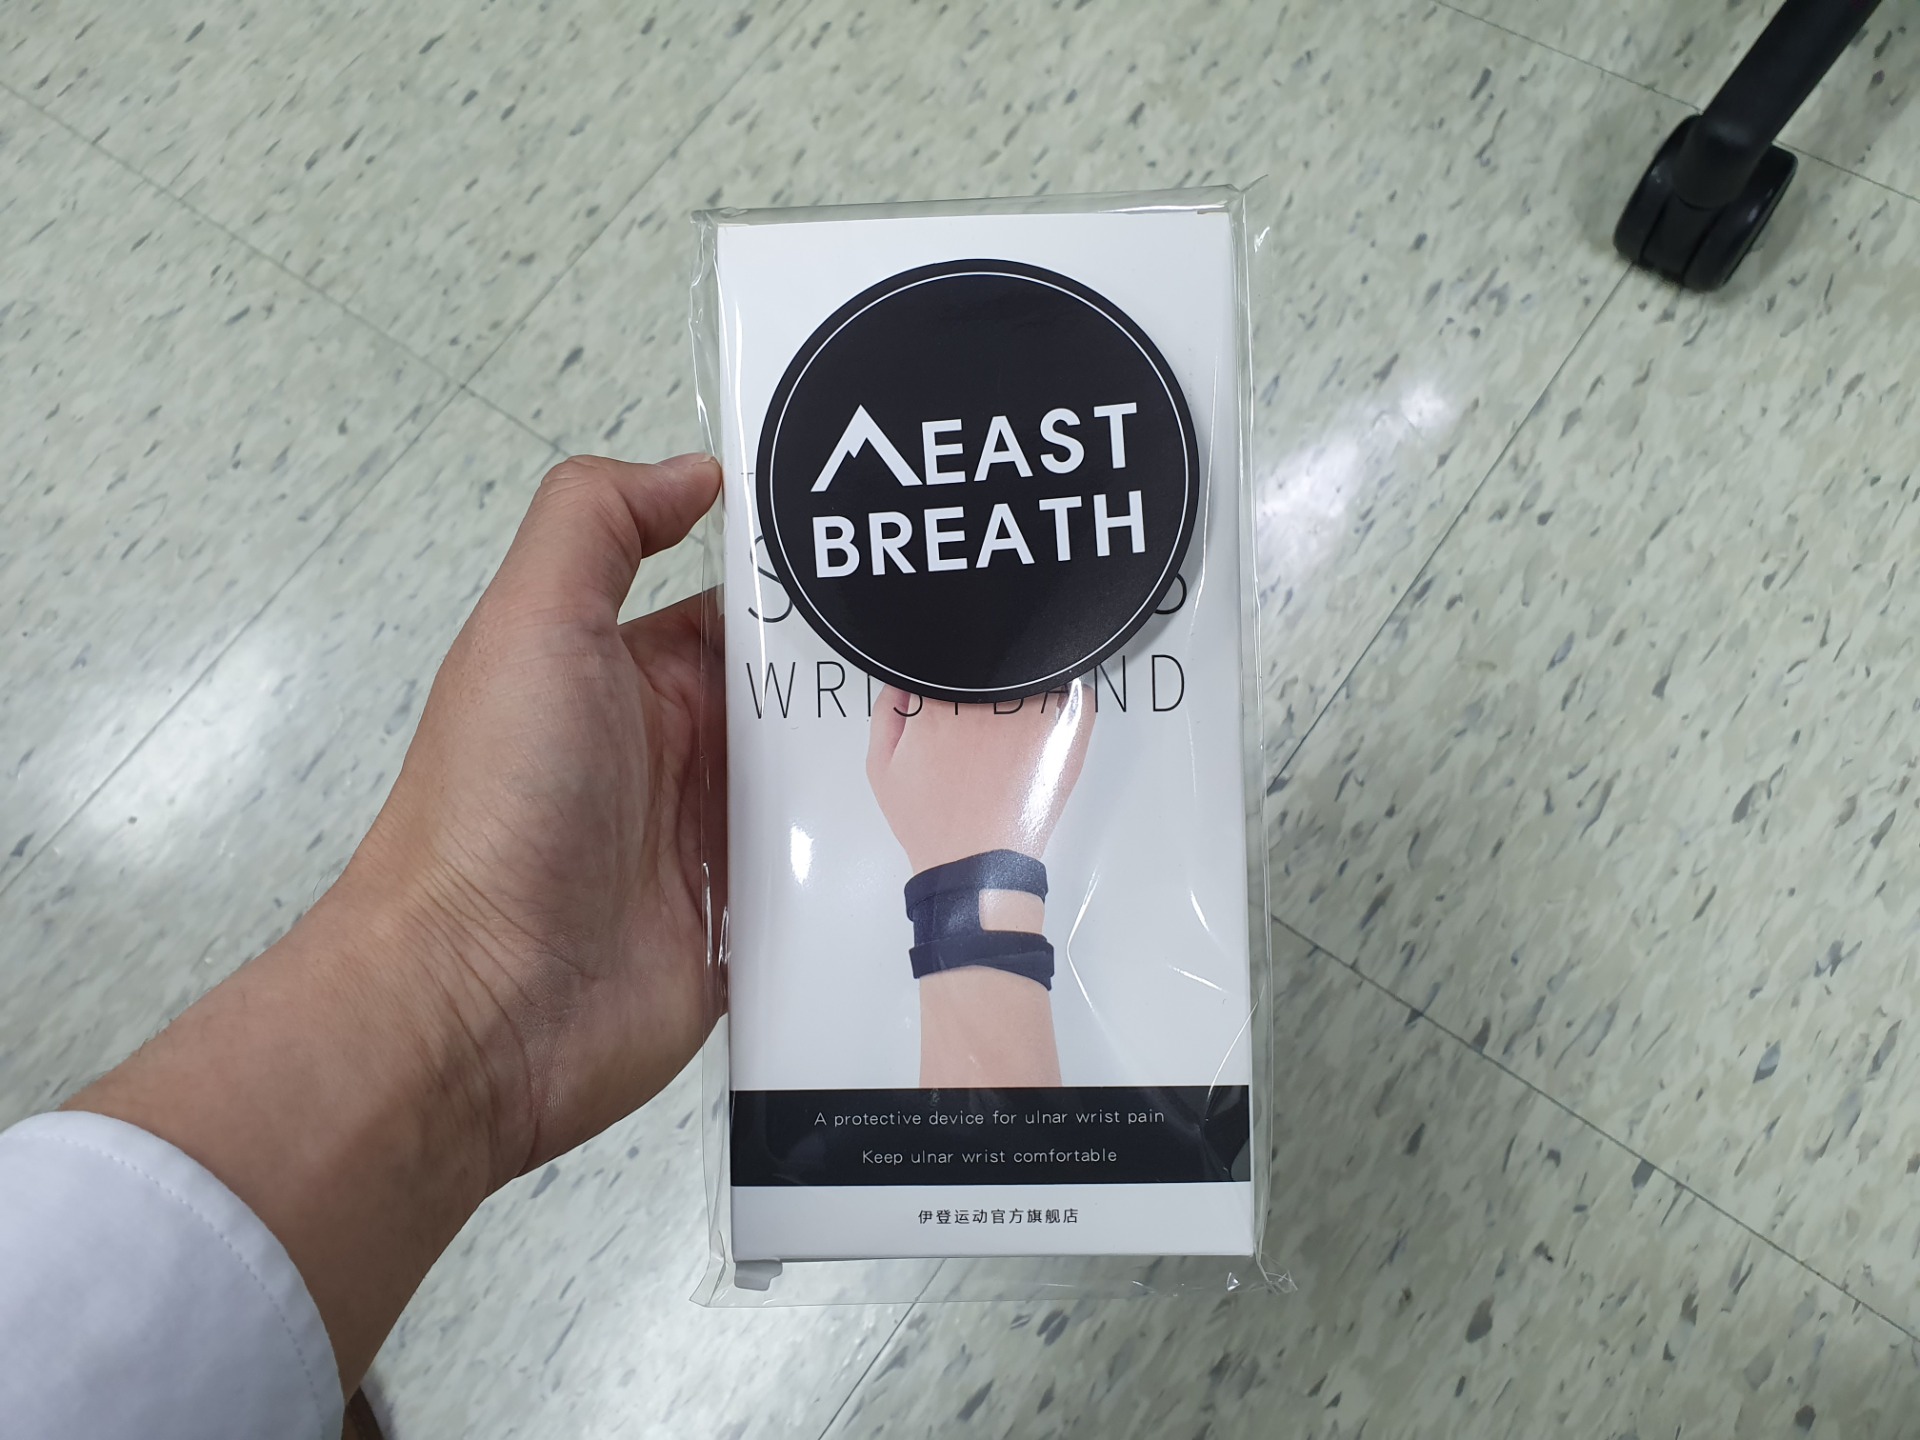 EAST
BREATH
WRISTBAND
A protective device for ulnar wrist pain
Keep ulnar wrist comfortable
伊登运动官方旗舰店